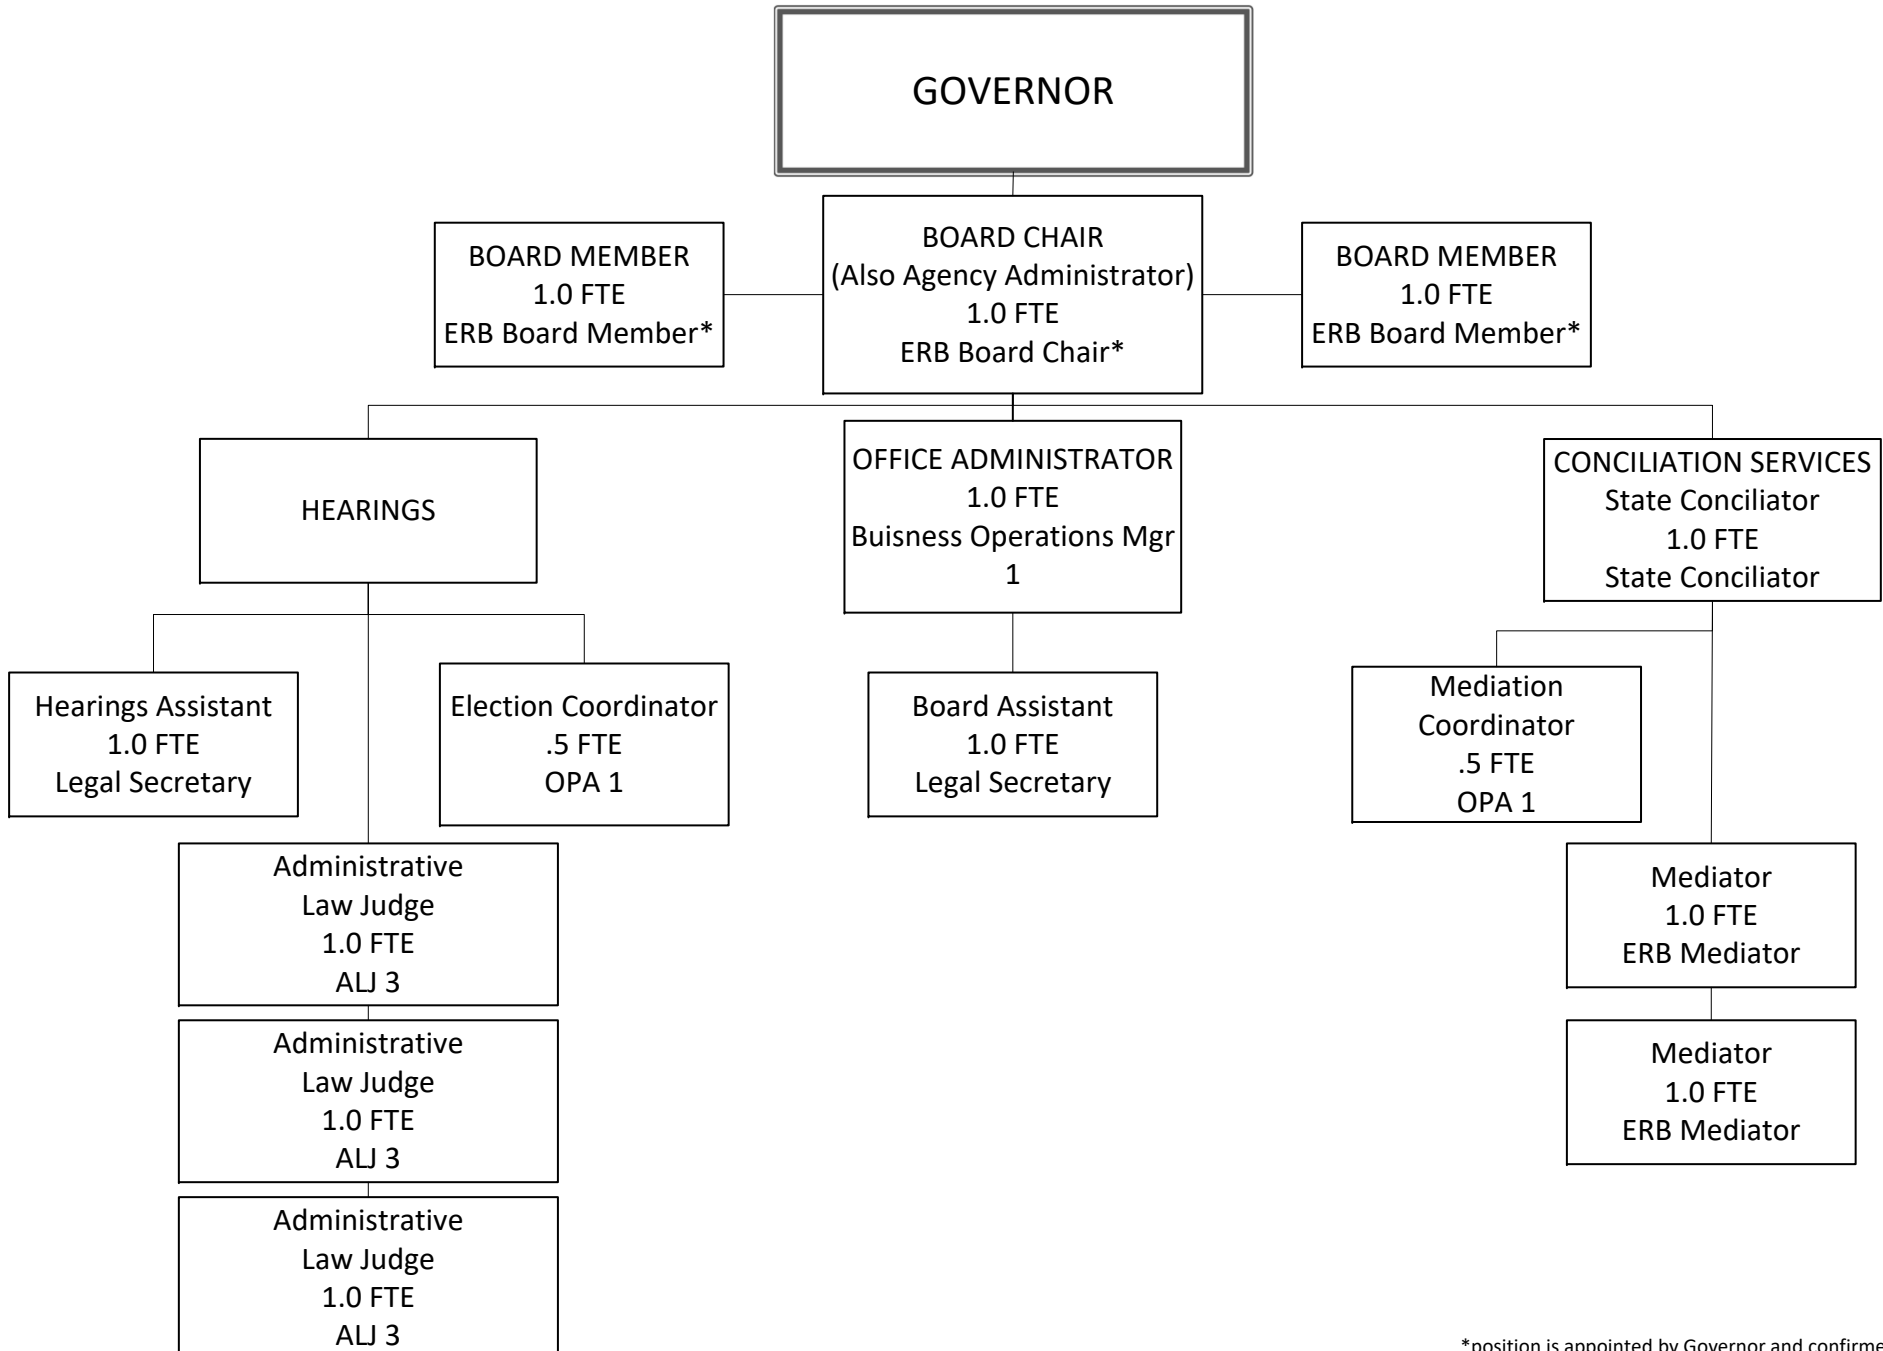 GOVERNOR
BOARD MEMBER
1.0 FTE
ERB Board Member*
BOARD CHAIR
(Also Agency Administrator)
1.0 FTE
ERB Board Chair*
BOARD MEMBER
1.0 FTE
ERB Board Member*
HEARINGS
OFFICE ADMINISTRATOR
1.0 FTE
Buisness Operations Mgr
1
CONCILIATION SERVICES
State Conciliator
1.0 FTE
State Conciliator
Hearings Assistant
1.0 FTE
Legal Secretary
Election Coordinator
.5 FTE
OPA 1
Board Assistant
1.0 FTE
Legal Secretary
Mediation
Coordinator
.5 FTE
OPA 1
Administrative
Law Judge
1.0 FTE
ALJ 3
Mediator
1.0 FTE
ERB Mediator
Administrative
Law Judge
1.0 FTE
ALJ 3
Mediator
1.0 FTE
ERB Mediator
Administrative
Law Judge
1.0 FTE
ALJ 3
*position is appointed by Governor and